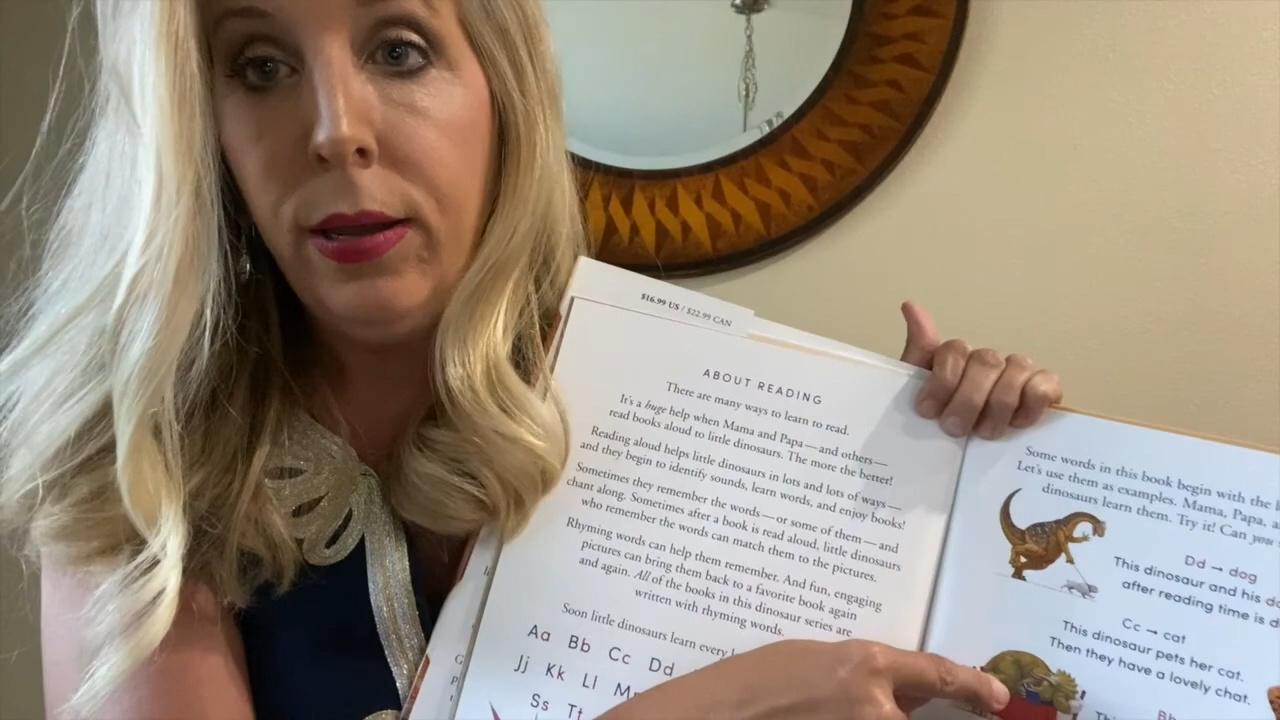 $16.99 US / $22.99 CAN
ABOUT READING
There are many ways to learn to read.
It's a huge help when Mama and Papa—and others—
read books aloud to little dinosaurs. The more the better!
Reading aloud helps little dinosaurs in lots and lots of ways—
and they begin to identify sounds, learn words, and enjoy books!
Sometimes they remember the words—or some of them—and
chant along. Sometimes after a book is read aloud, little dinosaurs
who remember the words can match them to the pictures.
Rhyming words can help them remember. And fun, engaging
pictures can bring them back to a favorite book again
and again. All of the books in this dinosaur series are
written with rhyming words.
Soon little dinosaurs learn every
Aa Bb Cc Dd
Jj Kk Ll
Ss Tt
Some words in this book begin with the
Let's use them as examples. Mama, Papa,
dinosaurs learn them. Try it! Can you
Dd → dog
This dinosaur and his
after reading time is
Cc → cat
This dinosaur pets her cat.
Then they have a lovely chat.